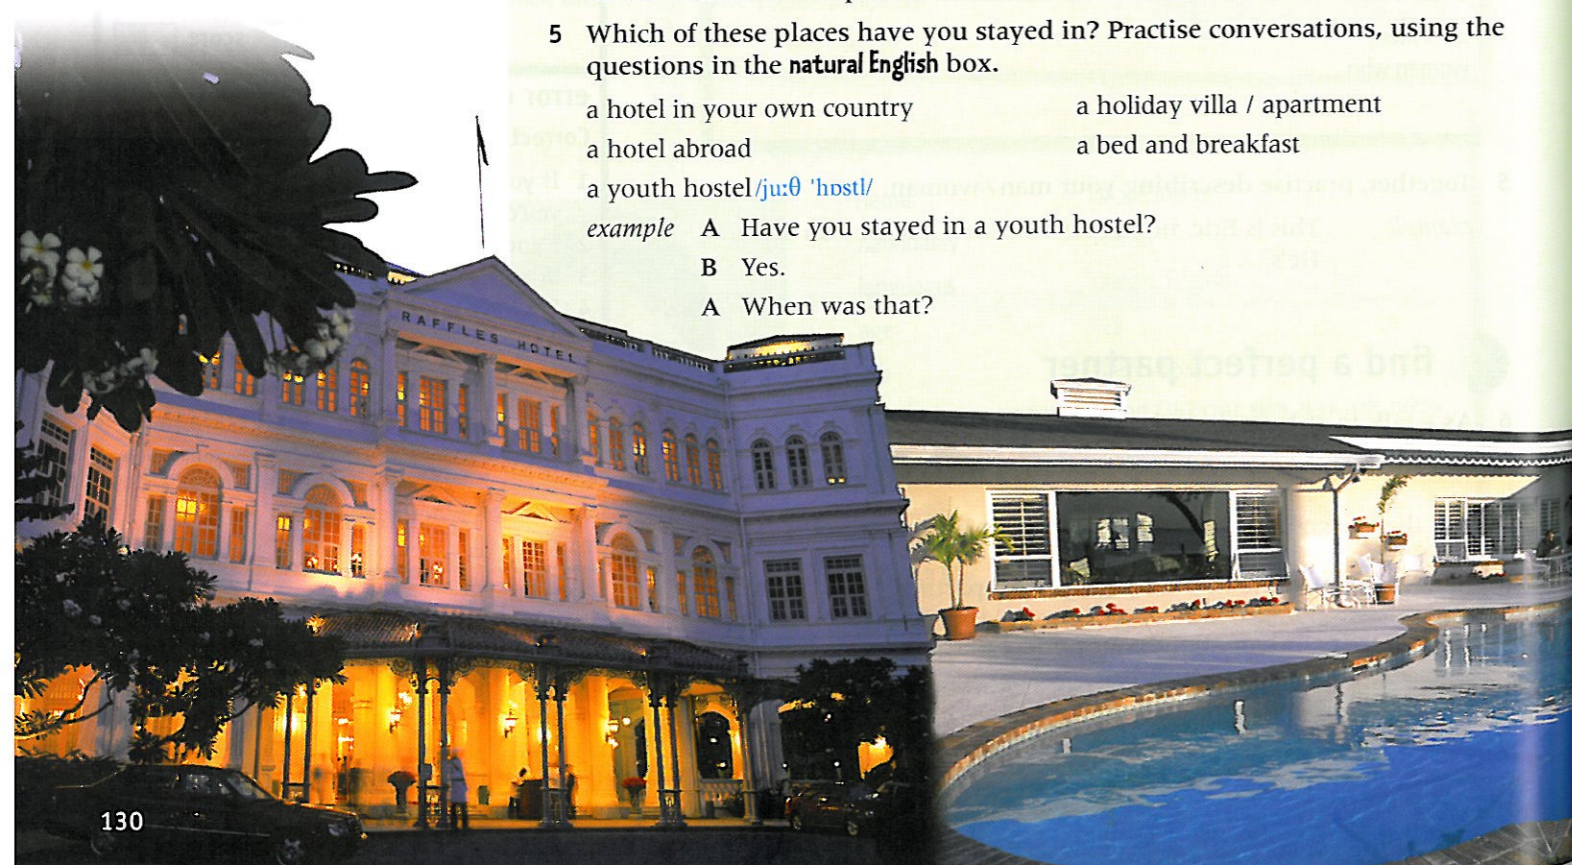 5 Which of these places have you stayed in? Practise conversations, using the
questions in the natural English box.
a hotel in your own country
a holiday villa / apartment
a hotel abroad
a bed and breakfast
a youth hostel /juːθ ˈhɒstl/
example A Have you stayed in a youth hostel?
B Yes.
A When was that?
RAFFLES HOTEL
130